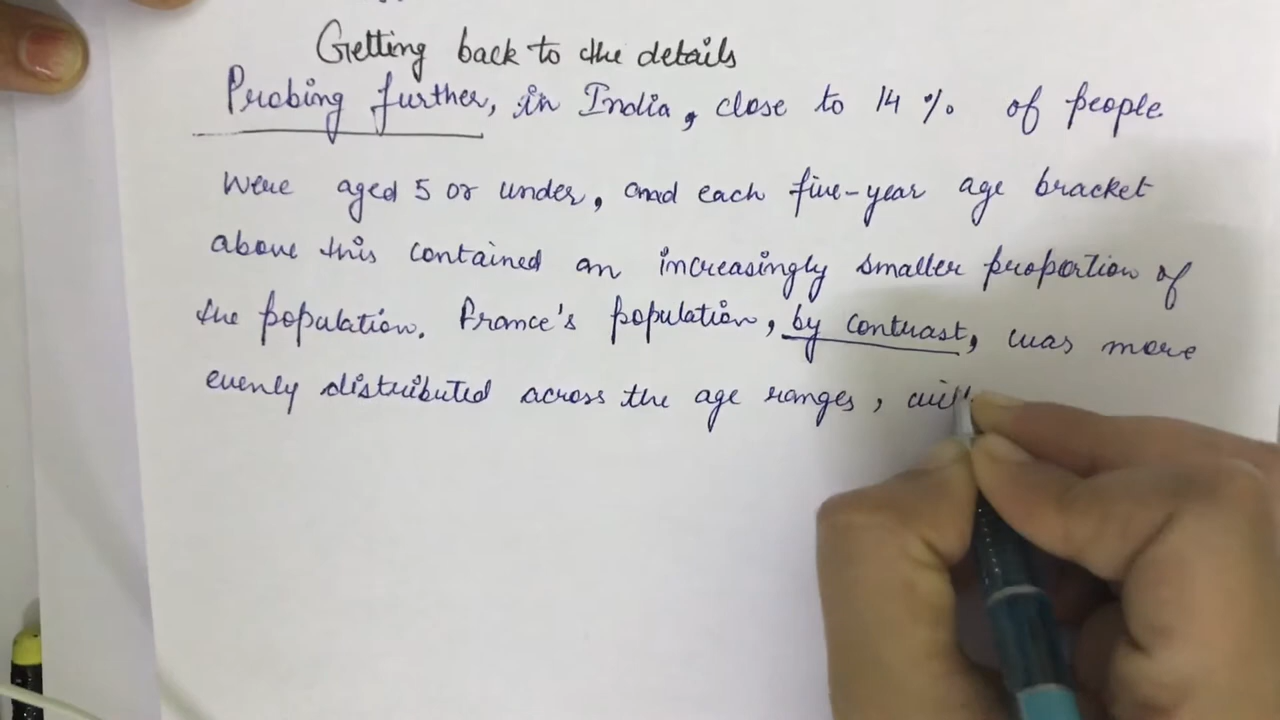 Getting back to the details
Probing further, in India, close to 14 % of people
were aged 5 or under, and each five-year age bracket
above this contained an increasingly smaller proportion of
the population. France's population, by contrast, was more
evenly distributed across the age ranges, with